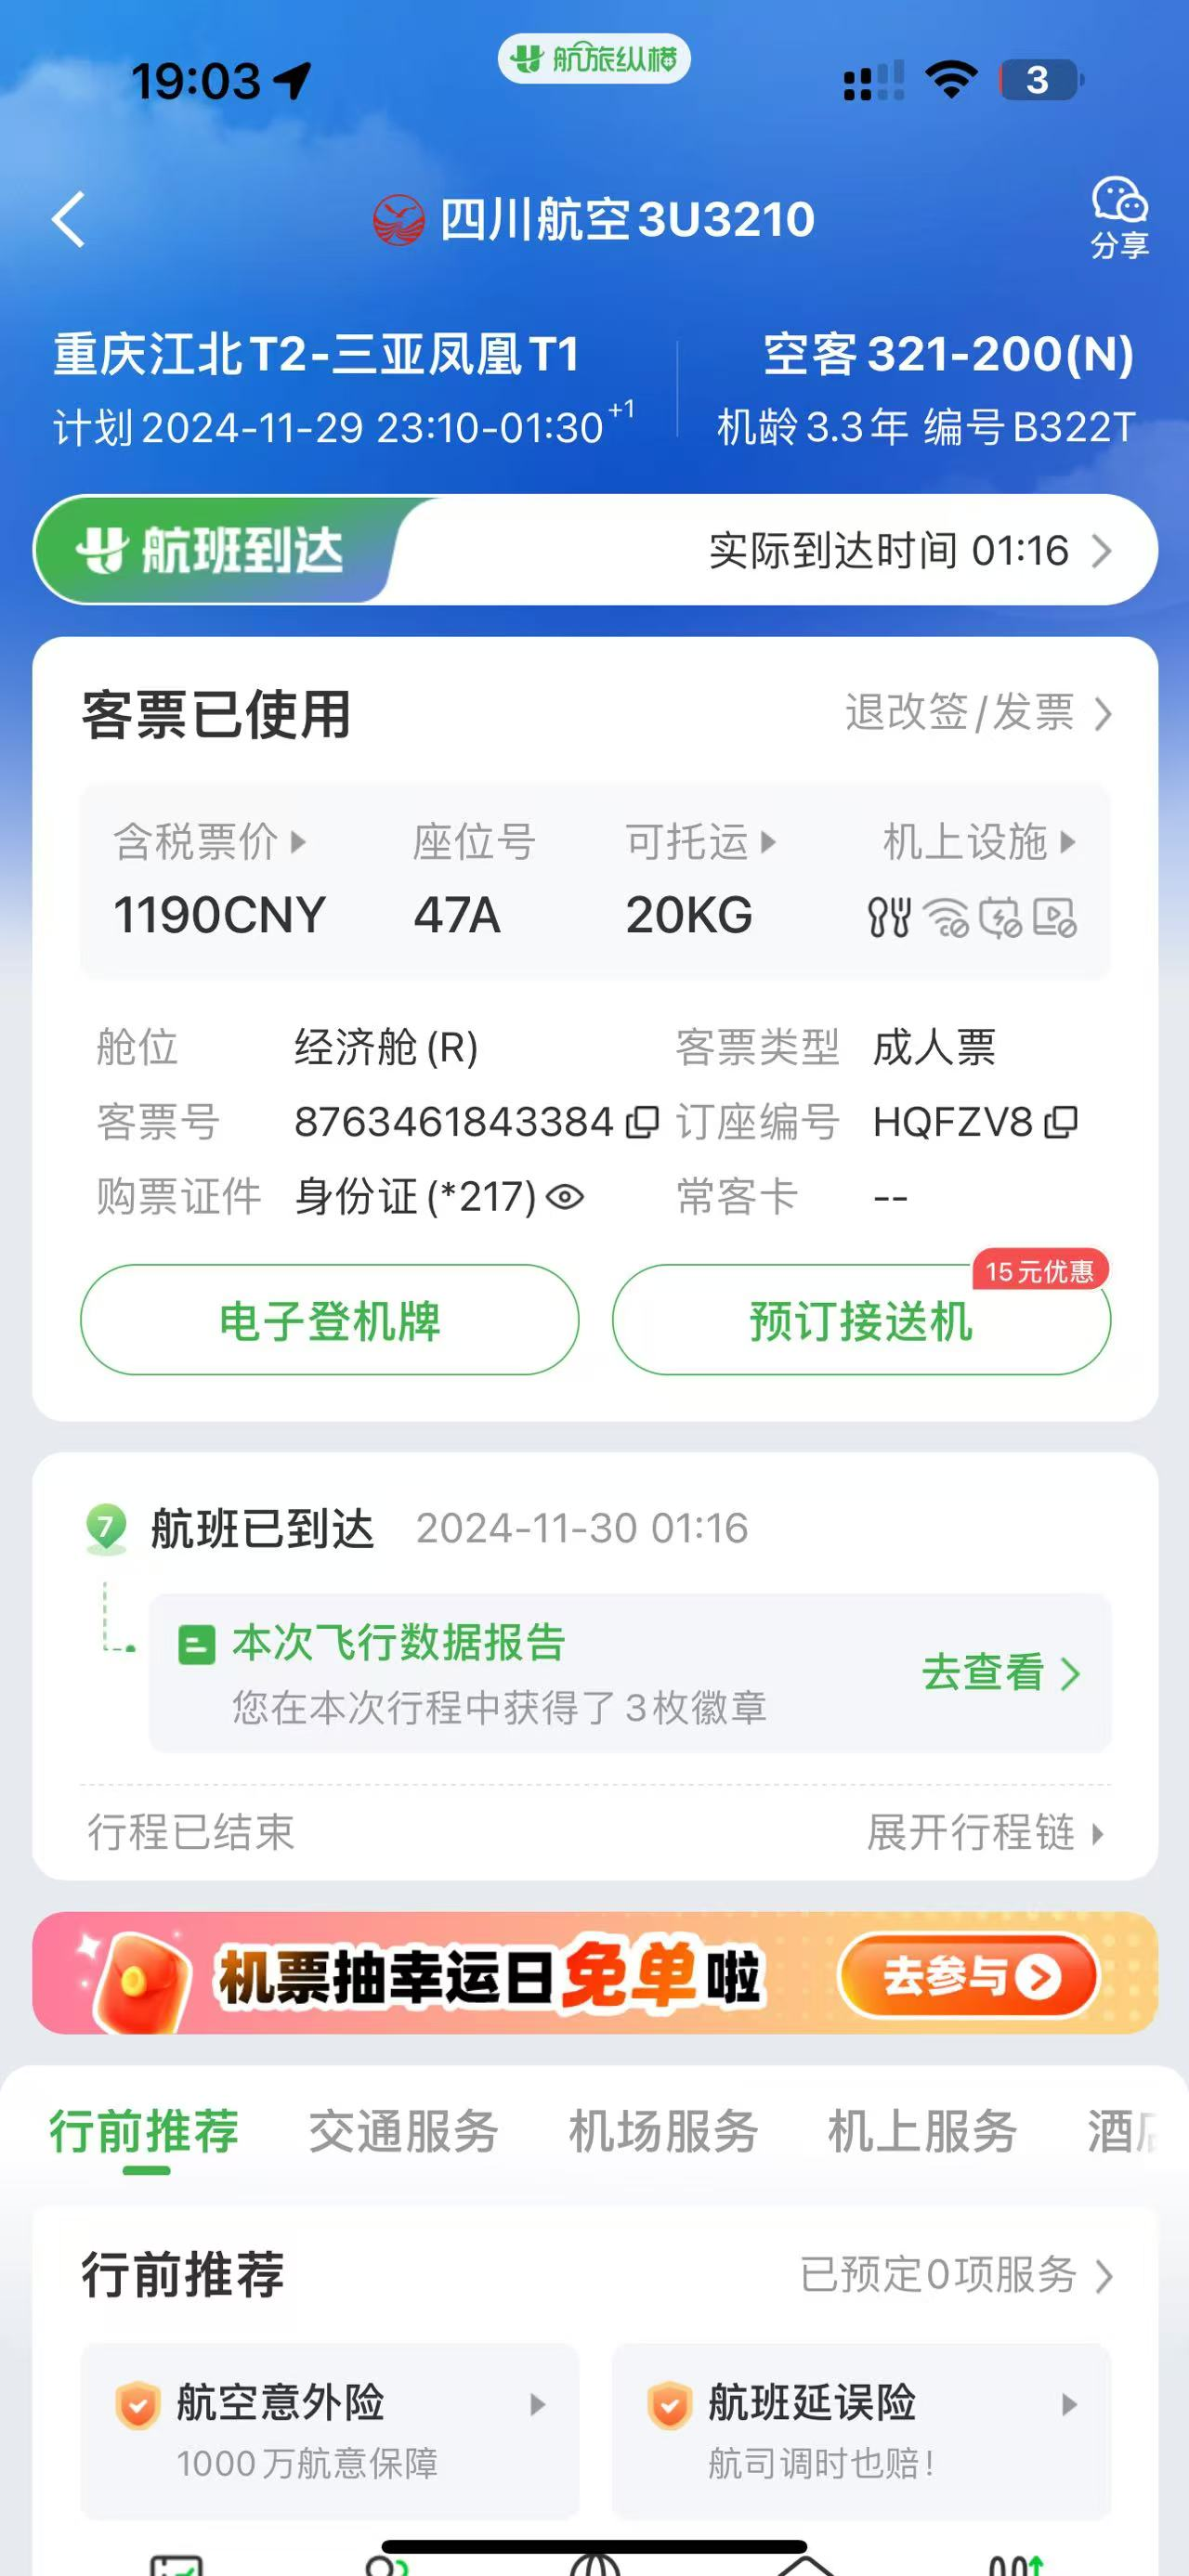 19:03
航旅纵横
3
四川航空3U3210
分享
重庆江北T2-三亚凤凰T1
空客321-200(N)
计划2024-11-29 23:10-01:30+1
机龄3.3年 编号B322T
航班到达
实际到达时间 01:16
客票已使用
退改签/发票
含税票价 座位号 可托运 机上设施
1190CNY 47A 20KG
舱位 经济舱(R) 客票类型 成人票
客票号 8763461843384 订座编号 HQFZV8
购票证件 身份证(*217) 常客卡 --
15元优惠
电子登机牌 预订接送机
7 航班已到达 2024-11-30 01:16
本次飞行数据报告
去查看
您在本次行程中获得了3枚徽章
行程已结束 展开行程链
机票抽幸运日免单啦 去参与
行前推荐 交通服务 机场服务 机上服务 酒店
行前推荐 已预定0项服务
航空意外险 航班延误险
1000万航意保障 航司调时也赔!